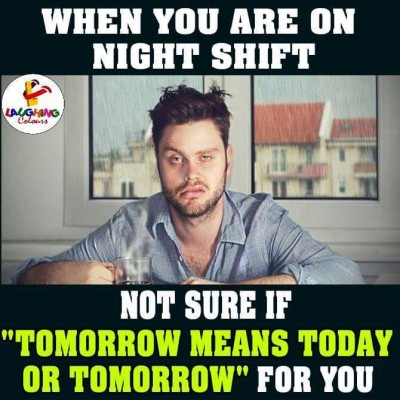 WHEN YOU ARE ON
NIGHT SHIFT
LAUGHING
Colours
NOT SURE IF
"TOMORROW MEANS TODAY
OR TOMORROW" FOR YOU